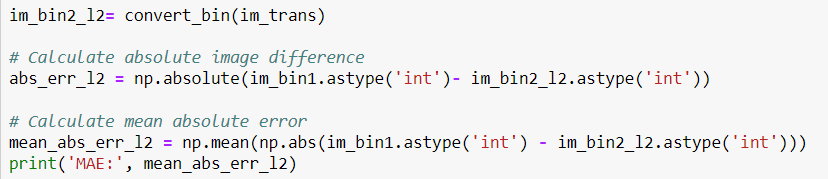 im_bin2_l2= convert_bin(im_trans)
# Calculate absolute image difference
abs_err_l2 = np.absolute(im_bin1.astype('int')- im_bin2_l2.astype('int'))
# Calculate mean absolute error
mean_abs_err_l2 = np.mean(np.abs(im_bin1.astype('int') - im_bin2_l2.astype('int')))
print('MAE:', mean_abs_err_l2)